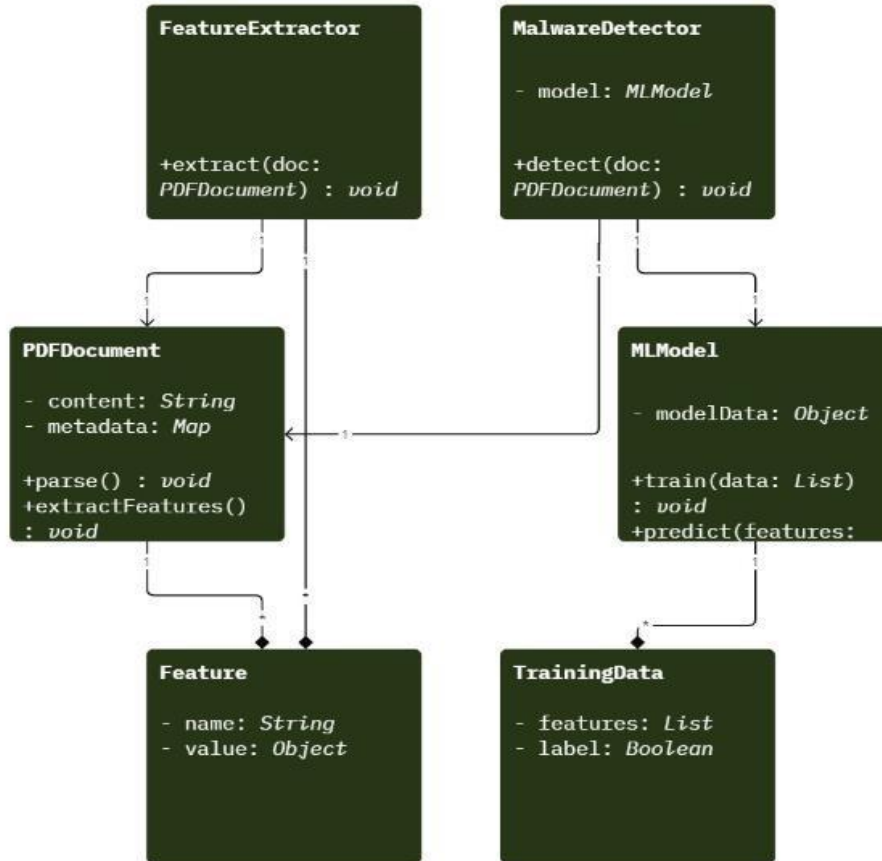 FeatureExtractor
+extract(doc:
PDFDocument) : void
MalwareDetector
- model: MLModel
+detect(doc:
PDFDocument) : void
1
1
1
1
1
1
PDFDocument
- content: String
- metadata: Map
+parse() : void
+extractFeatures()
: void
1
MLModel
- modelData: Object
+train(data: List)
: void
+predict(features:
1
1
*
*
*
Feature
- name: String
- value: Object
TrainingData
- features: List
- label: Boolean